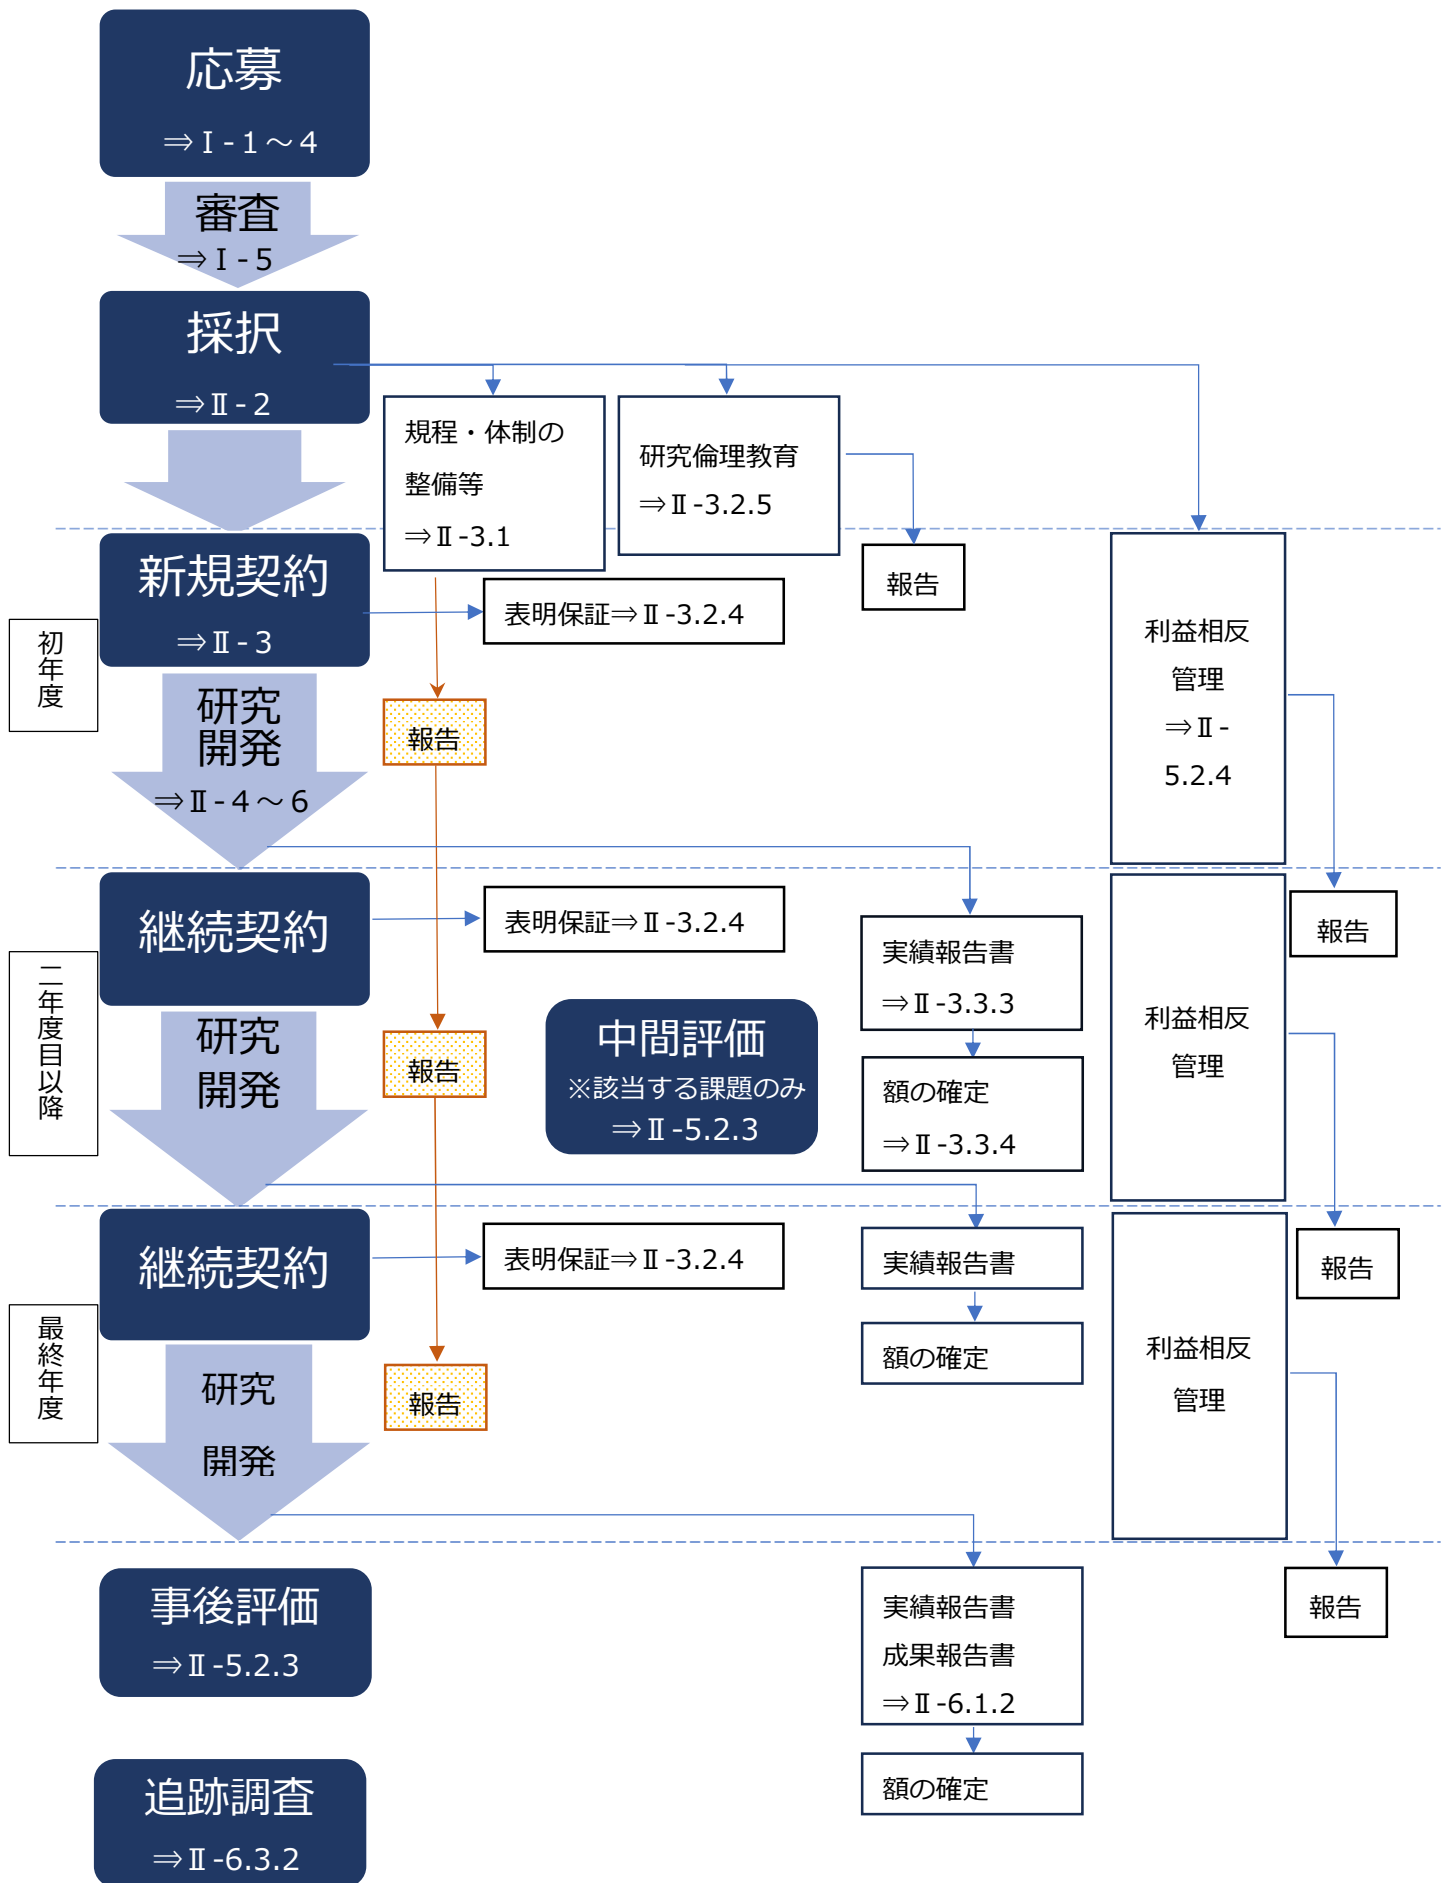 応募
⇒Ⅰ-1～4
審査
⇒Ⅰ-5
採択
⇒Ⅱ-2
規程・体制の
整備等
⇒Ⅱ-3.1
研究倫理教育
⇒Ⅱ-3.2.5
報告
新規契約
⇒Ⅱ-3
表明保証⇒Ⅱ-3.2.4
初年度
研究
開発
⇒Ⅱ-4～6
報告
利益相反
管理
⇒Ⅱ-
5.2.4
報告
継続契約
表明保証⇒Ⅱ-3.2.4
二年度目以降
研究
開発
報告
中間評価
※該当する課題のみ
⇒Ⅱ-5.2.3
実績報告書
⇒Ⅱ-3.3.3
額の確定
⇒Ⅱ-3.3.4
利益相反
管理
報告
継続契約
表明保証⇒Ⅱ-3.2.4
最終年度
研究
開発
報告
実績報告書
額の確定
利益相反
管理
報告
事後評価
⇒Ⅱ-5.2.3
実績報告書
成果報告書
⇒Ⅱ-6.1.2
額の確定
追跡調査
⇒Ⅱ-6.3.2